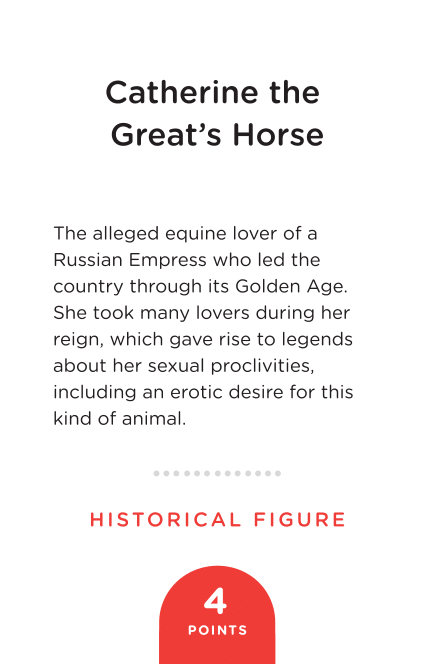 Catherine the
Great’s Horse
The alleged equine lover of a
Russian Empress who led the
country through its Golden Age.
She took many lovers during her
reign, which gave rise to legends
about her sexual proclivities,
including an erotic desire for this
kind of animal.
HISTORICAL FIGURE
4
POINTS